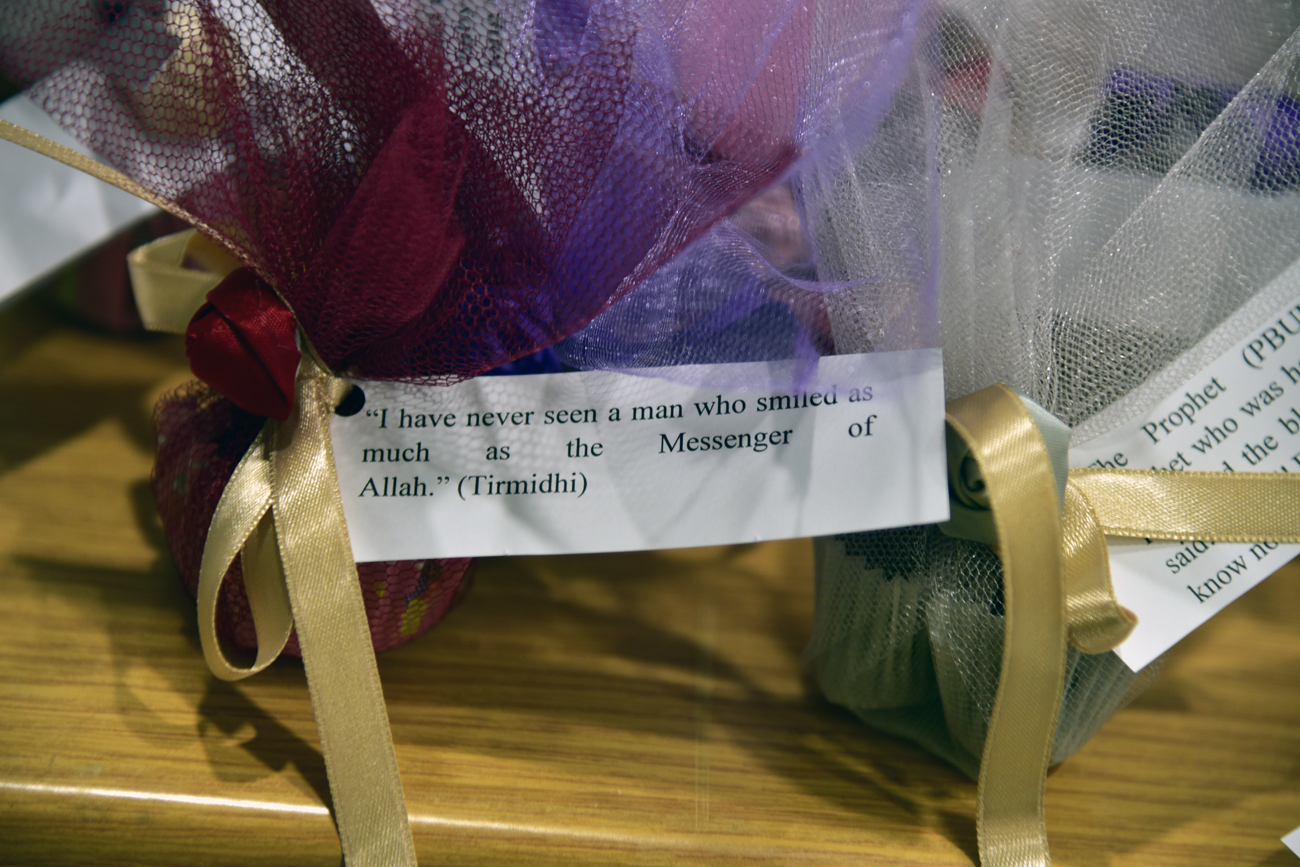 “I have never seen a man who smiled as
much as the Messenger of
Allah.” (Tirmidhi)
Prophet
who was
the
said
know